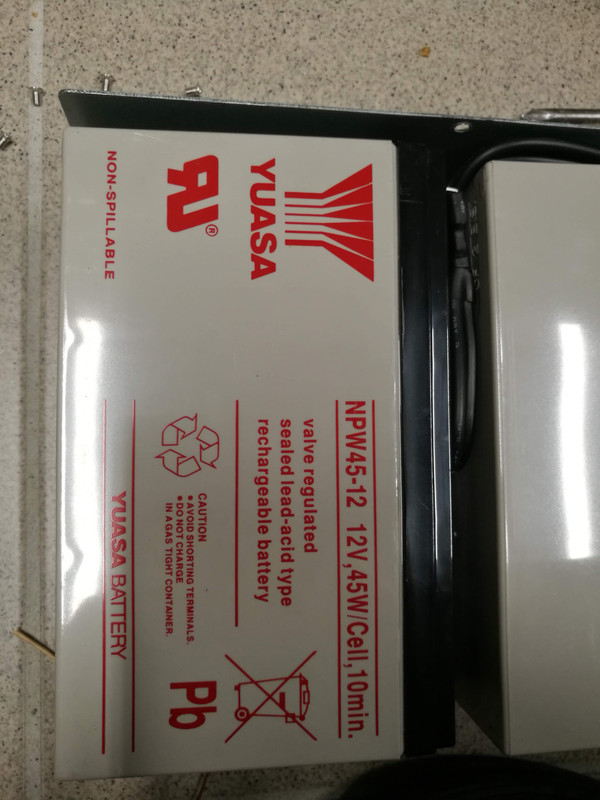 YUASA
NON-SPILLABLE
NPW45-12 12V,45W/Cell,10min.
valve regulated
sealed lead-acid type
rechargeable battery
CAUTION
●AVOID SHORTING TERMINALS.
●DO NOT CHARGE
IN A GAS TIGHT CONTAINER.
Pb
YUASA BATTERY